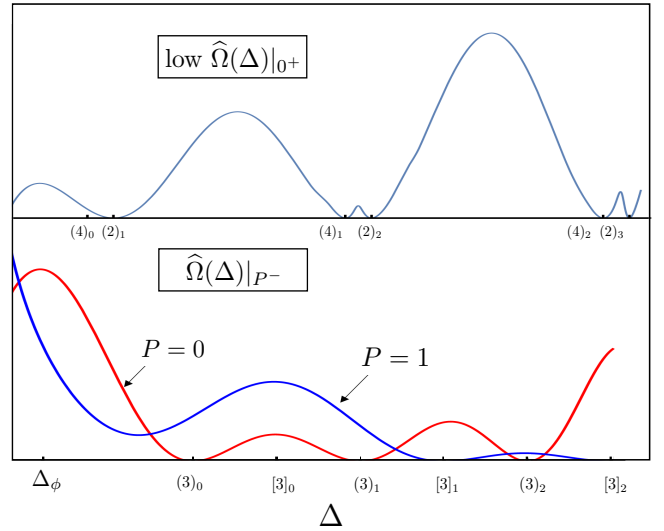 low Ω̂(Δ)|₀₊
(4)₀ (2)₁ (4)₁ (2)₂ (4)₂ (2)₃
Ω̂(Δ)|P⁻
P = 0
P = 1
Δϕ (3)₀ [3]₀ (3)₁ [3]₁ (3)₂ [3]₂
Δ